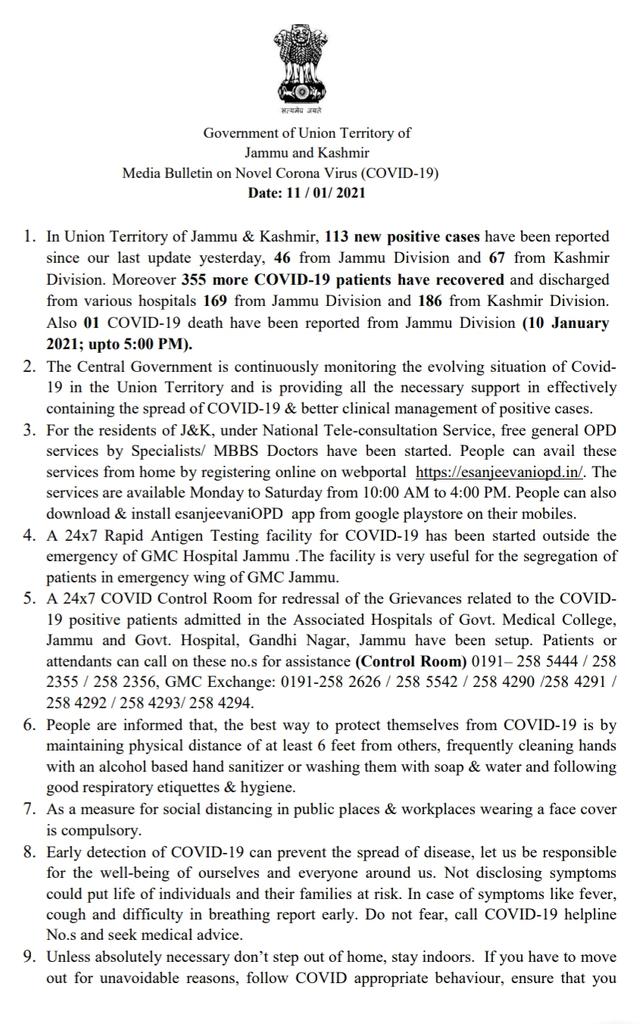 सत्यमेव जयते
Government of Union Territory of
Jammu and Kashmir
Media Bulletin on Novel Corona Virus (COVID-19)
Date: 11 / 01/ 2021
1. In Union Territory of Jammu & Kashmir, 113 new positive cases have been reported
since our last update yesterday, 46 from Jammu Division and 67 from Kashmir
Division. Moreover 355 more COVID-19 patients have recovered and discharged
from various hospitals 169 from Jammu Division and 186 from Kashmir Division.
Also 01 COVID-19 death have been reported from Jammu Division (10 January
2021; upto 5:00 PM).
2. The Central Government is continuously monitoring the evolving situation of Covid-
19 in the Union Territory and is providing all the necessary support in effectively
containing the spread of COVID-19 & better clinical management of positive cases.
3. For the residents of J&K, under National Tele-consultation Service, free general OPD
services by Specialists/ MBBS Doctors have been started. People can avail these
services from home by registering online on webportal https://esanjeevaniopd.in/. The
services are available Monday to Saturday from 10:00 AM to 4:00 PM. People can also
download & install esanjeevaniOPD app from google playstore on their mobiles.
4. A 24x7 Rapid Antigen Testing facility for COVID-19 has been started outside the
emergency of GMC Hospital Jammu .The facility is very useful for the segregation of
patients in emergency wing of GMC Jammu.
5. A 24x7 COVID Control Room for redressal of the Grievances related to the COVID-
19 positive patients admitted in the Associated Hospitals of Govt. Medical College,
Jammu and Govt. Hospital, Gandhi Nagar, Jammu have been setup. Patients or
attendants can call on these no.s for assistance (Control Room) 0191– 258 5444 / 258
2355 / 258 2356, GMC Exchange: 0191-258 2626 / 258 5542 / 258 4290 /258 4291 /
258 4292 / 258 4293/ 258 4294.
6. People are informed that, the best way to protect themselves from COVID-19 is by
maintaining physical distance of at least 6 feet from others, frequently cleaning hands
with an alcohol based hand sanitizer or washing them with soap & water and following
good respiratory etiquettes & hygiene.
7. As a measure for social distancing in public places & workplaces wearing a face cover
is compulsory.
8. Early detection of COVID-19 can prevent the spread of disease, let us be responsible
for the well-being of ourselves and everyone around us. Not disclosing symptoms
could put life of individuals and their families at risk. In case of symptoms like fever,
cough and difficulty in breathing report early. Do not fear, call COVID-19 helpline
No.s and seek medical advice.
9. Unless absolutely necessary don’t step out of home, stay indoors. If you have to move
out for unavoidable reasons, follow COVID appropriate behaviour, ensure that you